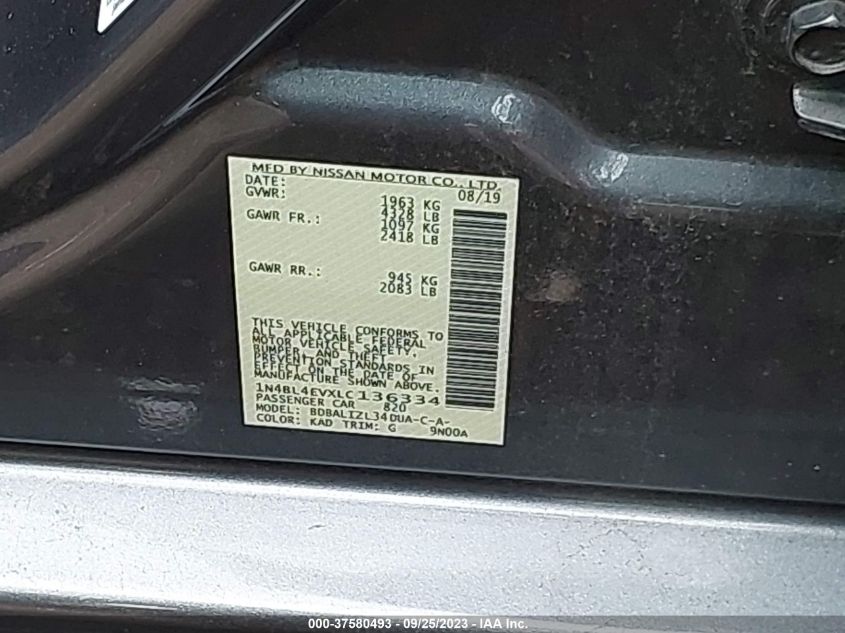 MFD BY NISSAN MOTOR CO., LTD.
DATE: 08/19
GVWR: 1963 KG
4328 LB
GAWR FR.: 1097 KG
2418 LB
GAWR RR.: 945 KG
2083 LB
THIS VEHICLE CONFORMS TO
ALL APPLICABLE FEDERAL
MOTOR VEHICLE SAFETY,
BUMPER, AND THEFT
PREVENTION STANDARDS IN
EFFECT ON THE DATE OF
MANUFACTURE SHOWN ABOVE.
1N4BL4EVXLC136334
PASSENGER CAR 820
MODEL: BDBALIZL34DUA-C-A-
COLOR: KAD TRIM: G 9N00A
000-37580493 - 09/25/2023 - IAA Inc.